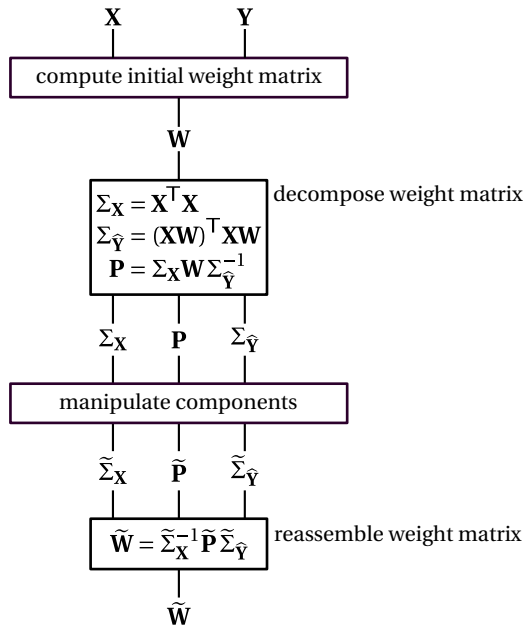 X Y
compute initial weight matrix
W
decompose weight matrix
Σ_X = X^⊤ X
Σ_Ŷ = (XW)^⊤ XW
P = Σ_X W Σ_Ŷ^−1
Σ_X P Σ_Ŷ
manipulate components
Σ̃_X P̃ Σ̃_Ŷ
W̃ = Σ̃_X^−1 P̃ Σ̃_Ŷ
reassemble weight matrix
W̃